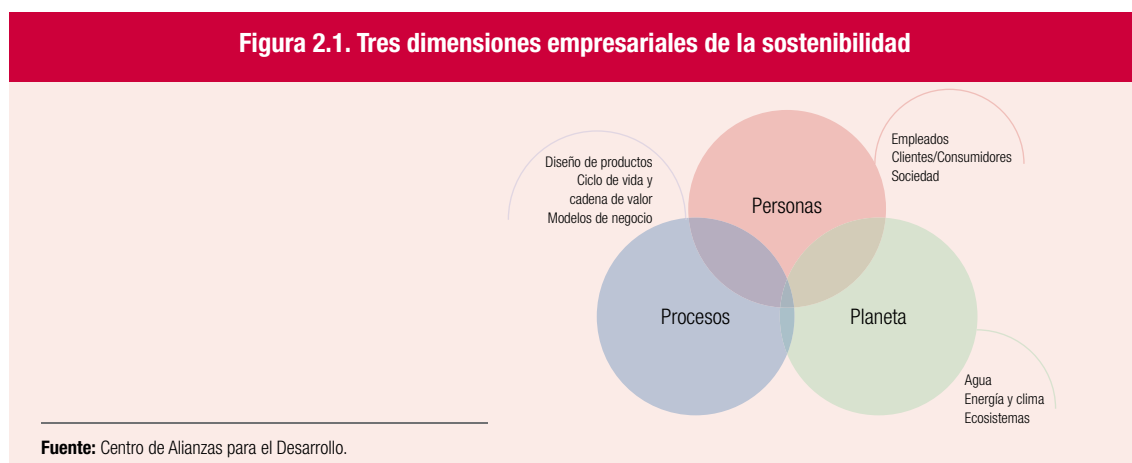 Figura 2.1. Tres dimensiones empresariales de la sostenibilidad
Diseño de productos
Ciclo de vida y
cadena de valor
Modelos de negocio
Empleados
Clientes/Consumidores
Sociedad
Personas
Procesos
Planeta
Agua
Energía y clima
Ecosistemas
Fuente: Centro de Alianzas para el Desarrollo.